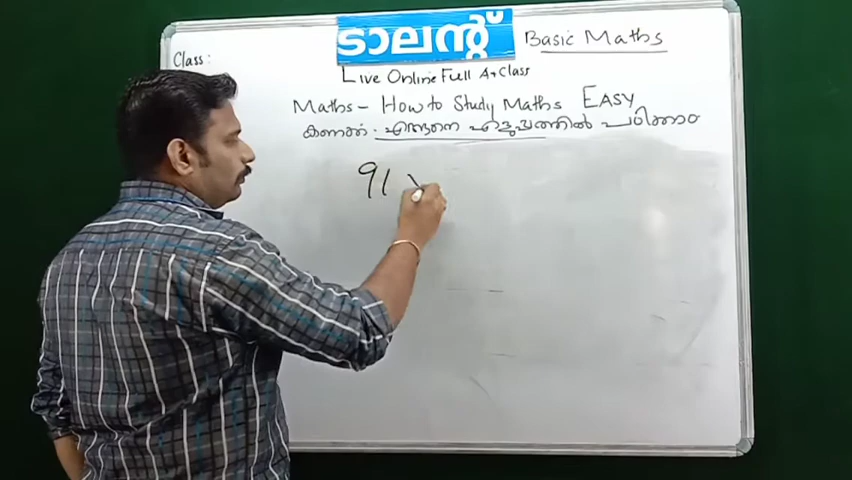 ടാലന്റ്
Basic Maths
Class:
Live Online Full A+ Class
Maths - How to Study Maths EASY
കണക്ക് . എങ്ങനെ എളുപ്പത്തിൽ പഠിക്കാം
91